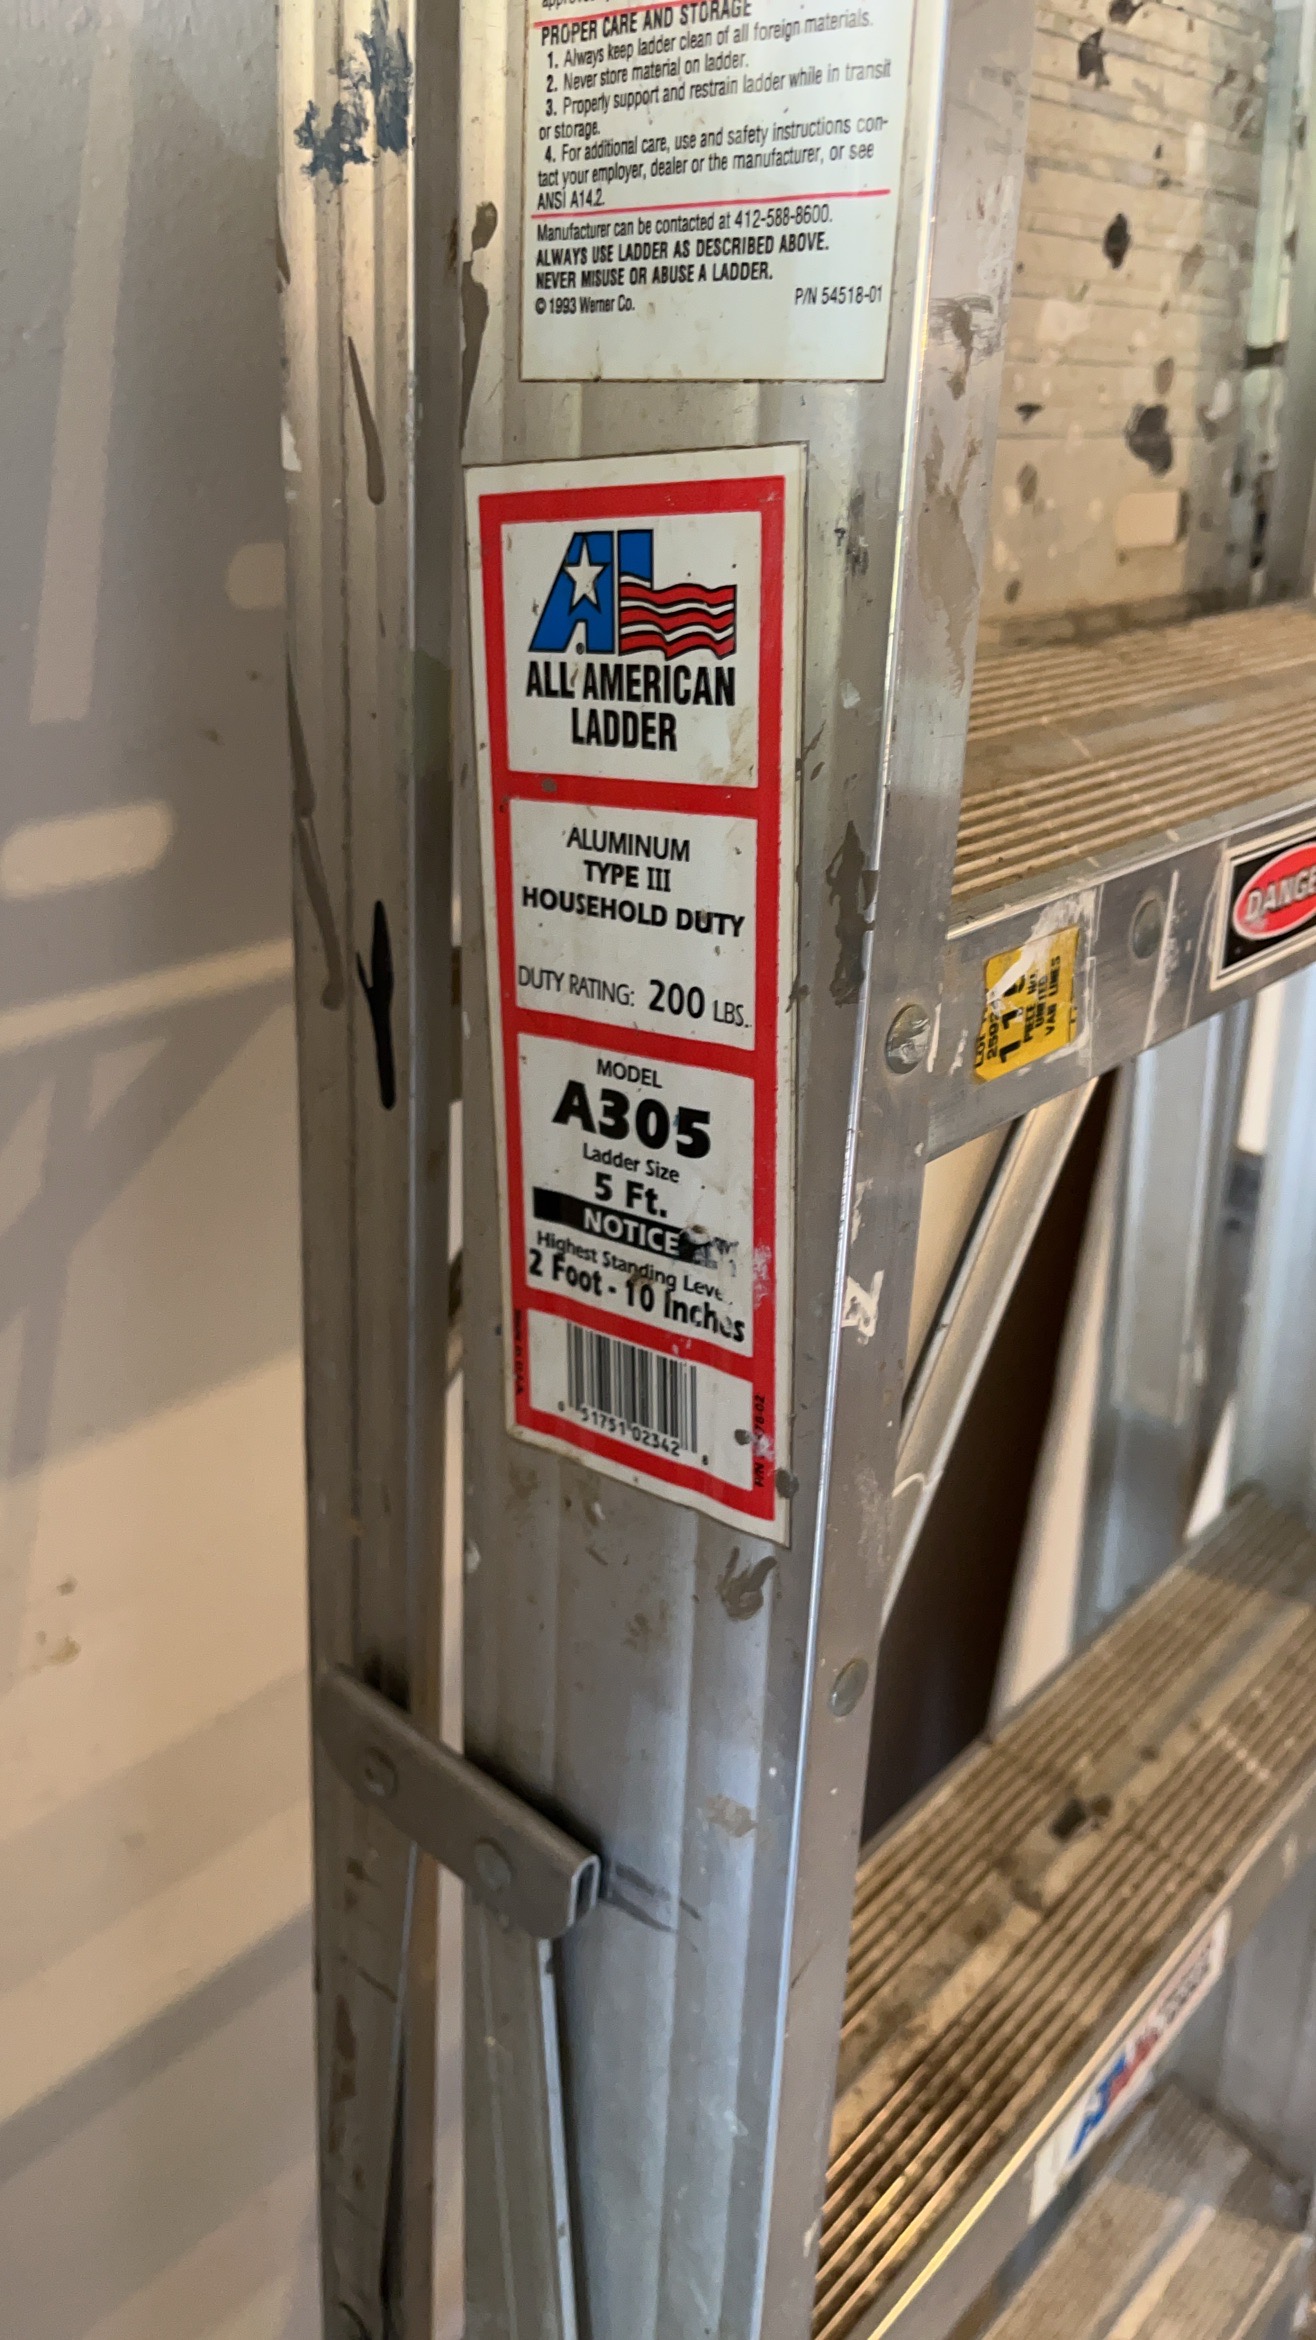 PROPER CARE AND STORAGE
1. Always keep ladder clean of all foreign materials.
2. Never store material on ladder.
3. Properly support and restrain ladder while in transit
or storage.
4. For additional care, use and safety instructions con-
tact your employer, dealer or the manufacturer, or see
ANSI A14.2.
Manufacturer can be contacted at 412-588-8600.
ALWAYS USE LADDER AS DESCRIBED ABOVE.
NEVER MISUSE OR ABUSE A LADDER.
© 1993 Werner Co. P/N 54518-01
ALL AMERICAN
LADDER
ALUMINUM
TYPE III
HOUSEHOLD DUTY
DUTY RATING: 200 LBS.
MODEL
A305
Ladder Size
5 Ft.
NOTICE
Highest Standing
2 Foot - 10 Inches
0 51751 02342 8
DANGE